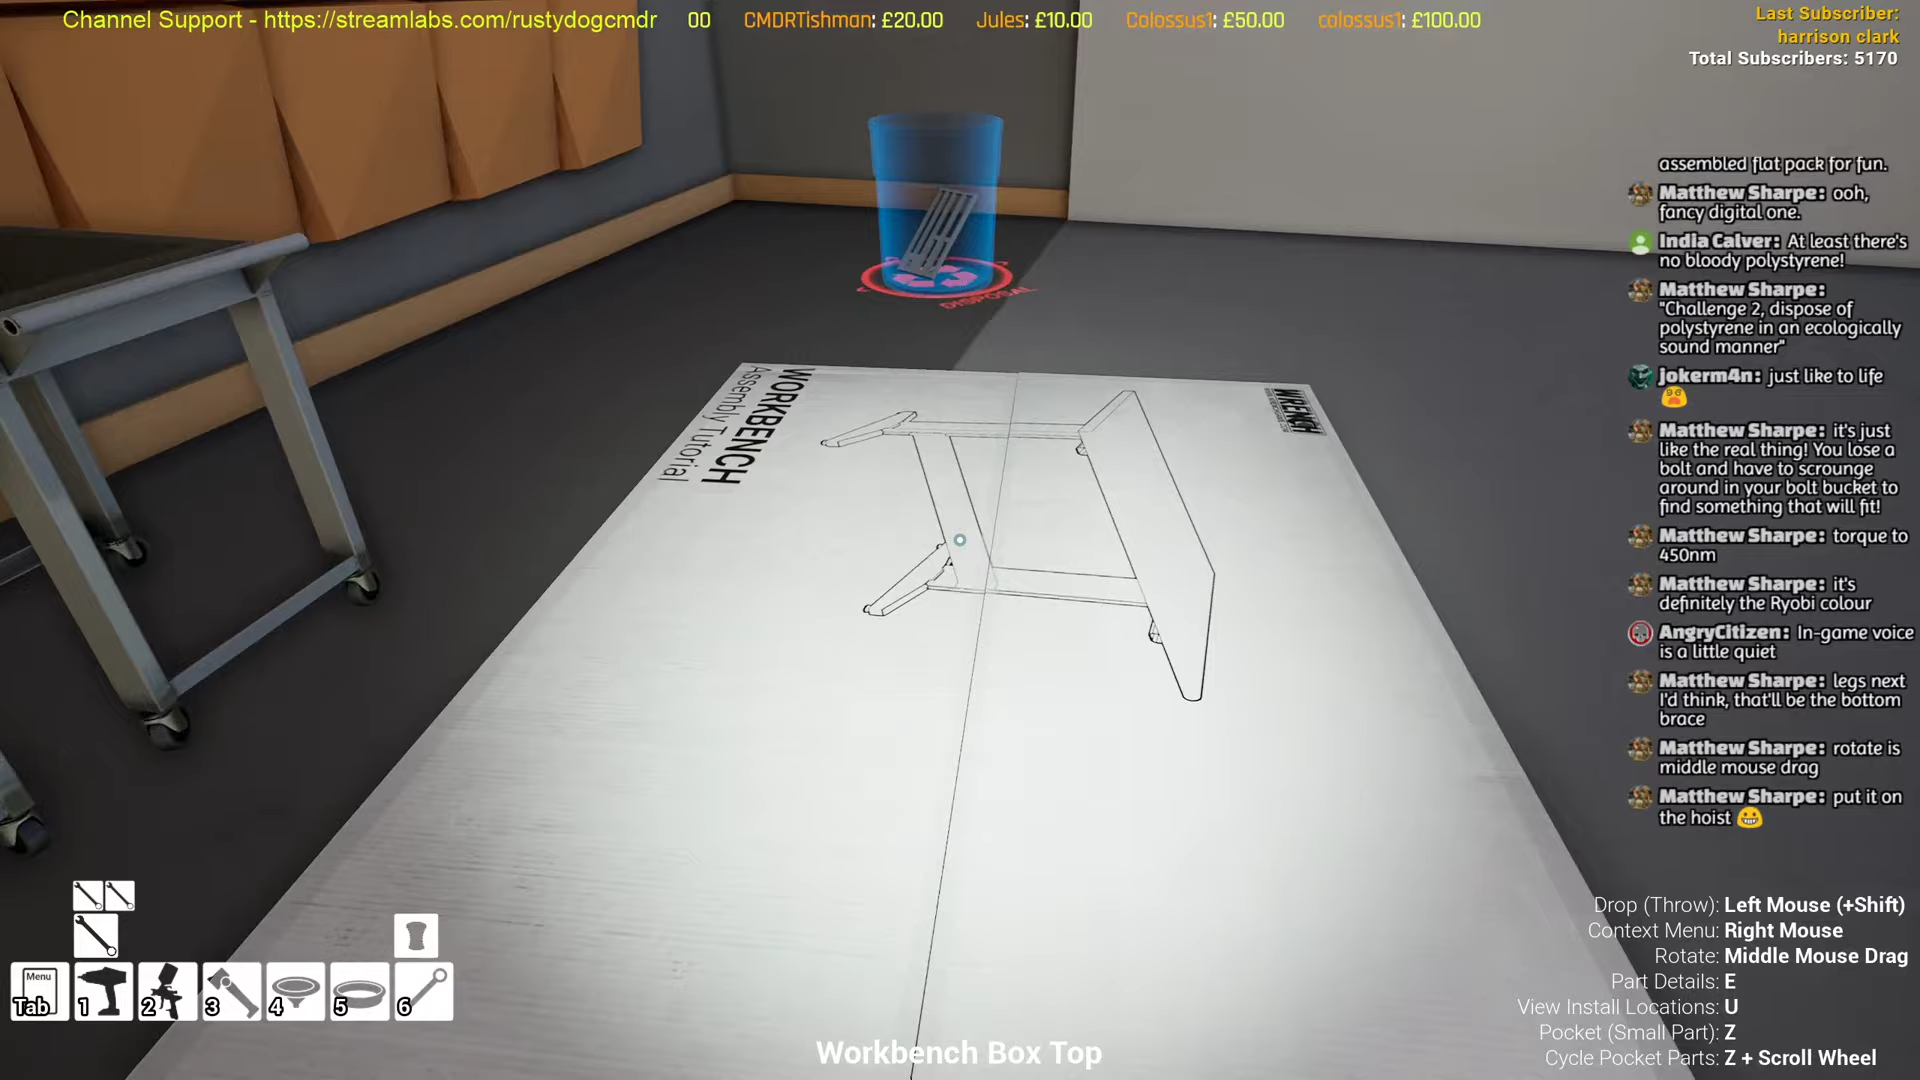 Channel Support - https://streamlabs.com/rustydogcmdr 00 CMDRTishman: £20.00 Jules: £10.00 Colossus1: £50.00 colossus1: £100.00
Last Subscriber:
harrison clark
Total Subscribers: 5170
assembled flat pack for fun.
Matthew Sharpe: ooh,
fancy digital one.
India Calver: At least there's
no bloody polystyrene!
Matthew Sharpe:
"Challenge 2, dispose of
polystyrene in an ecologically
sound manner"
jokerm4n: just like to life
Matthew Sharpe: it's just
like the real thing! You lose a
bolt and have to scrounge
around in your bolt bucket to
find something that will fit!
Matthew Sharpe: torque to
450nm
Matthew Sharpe: it's
definitely the Ryobi colour
AngryCitizen: In-game voice
is a little quiet
Matthew Sharpe: legs next
I'd think, that'll be the bottom
brace
Matthew Sharpe: rotate is
middle mouse drag
Matthew Sharpe: put it on
the hoist
DISPOSAL
WORKBENCH
Assembly Tutorial
WRENCH
Menu
Tab 1 2 3 4 5 6
Workbench Box Top
Drop (Throw): Left Mouse (+Shift)
Context Menu: Right Mouse
Rotate: Middle Mouse Drag
Part Details: E
View Install Locations: U
Pocket (Small Part): Z
Cycle Pocket Parts: Z + Scroll Wheel